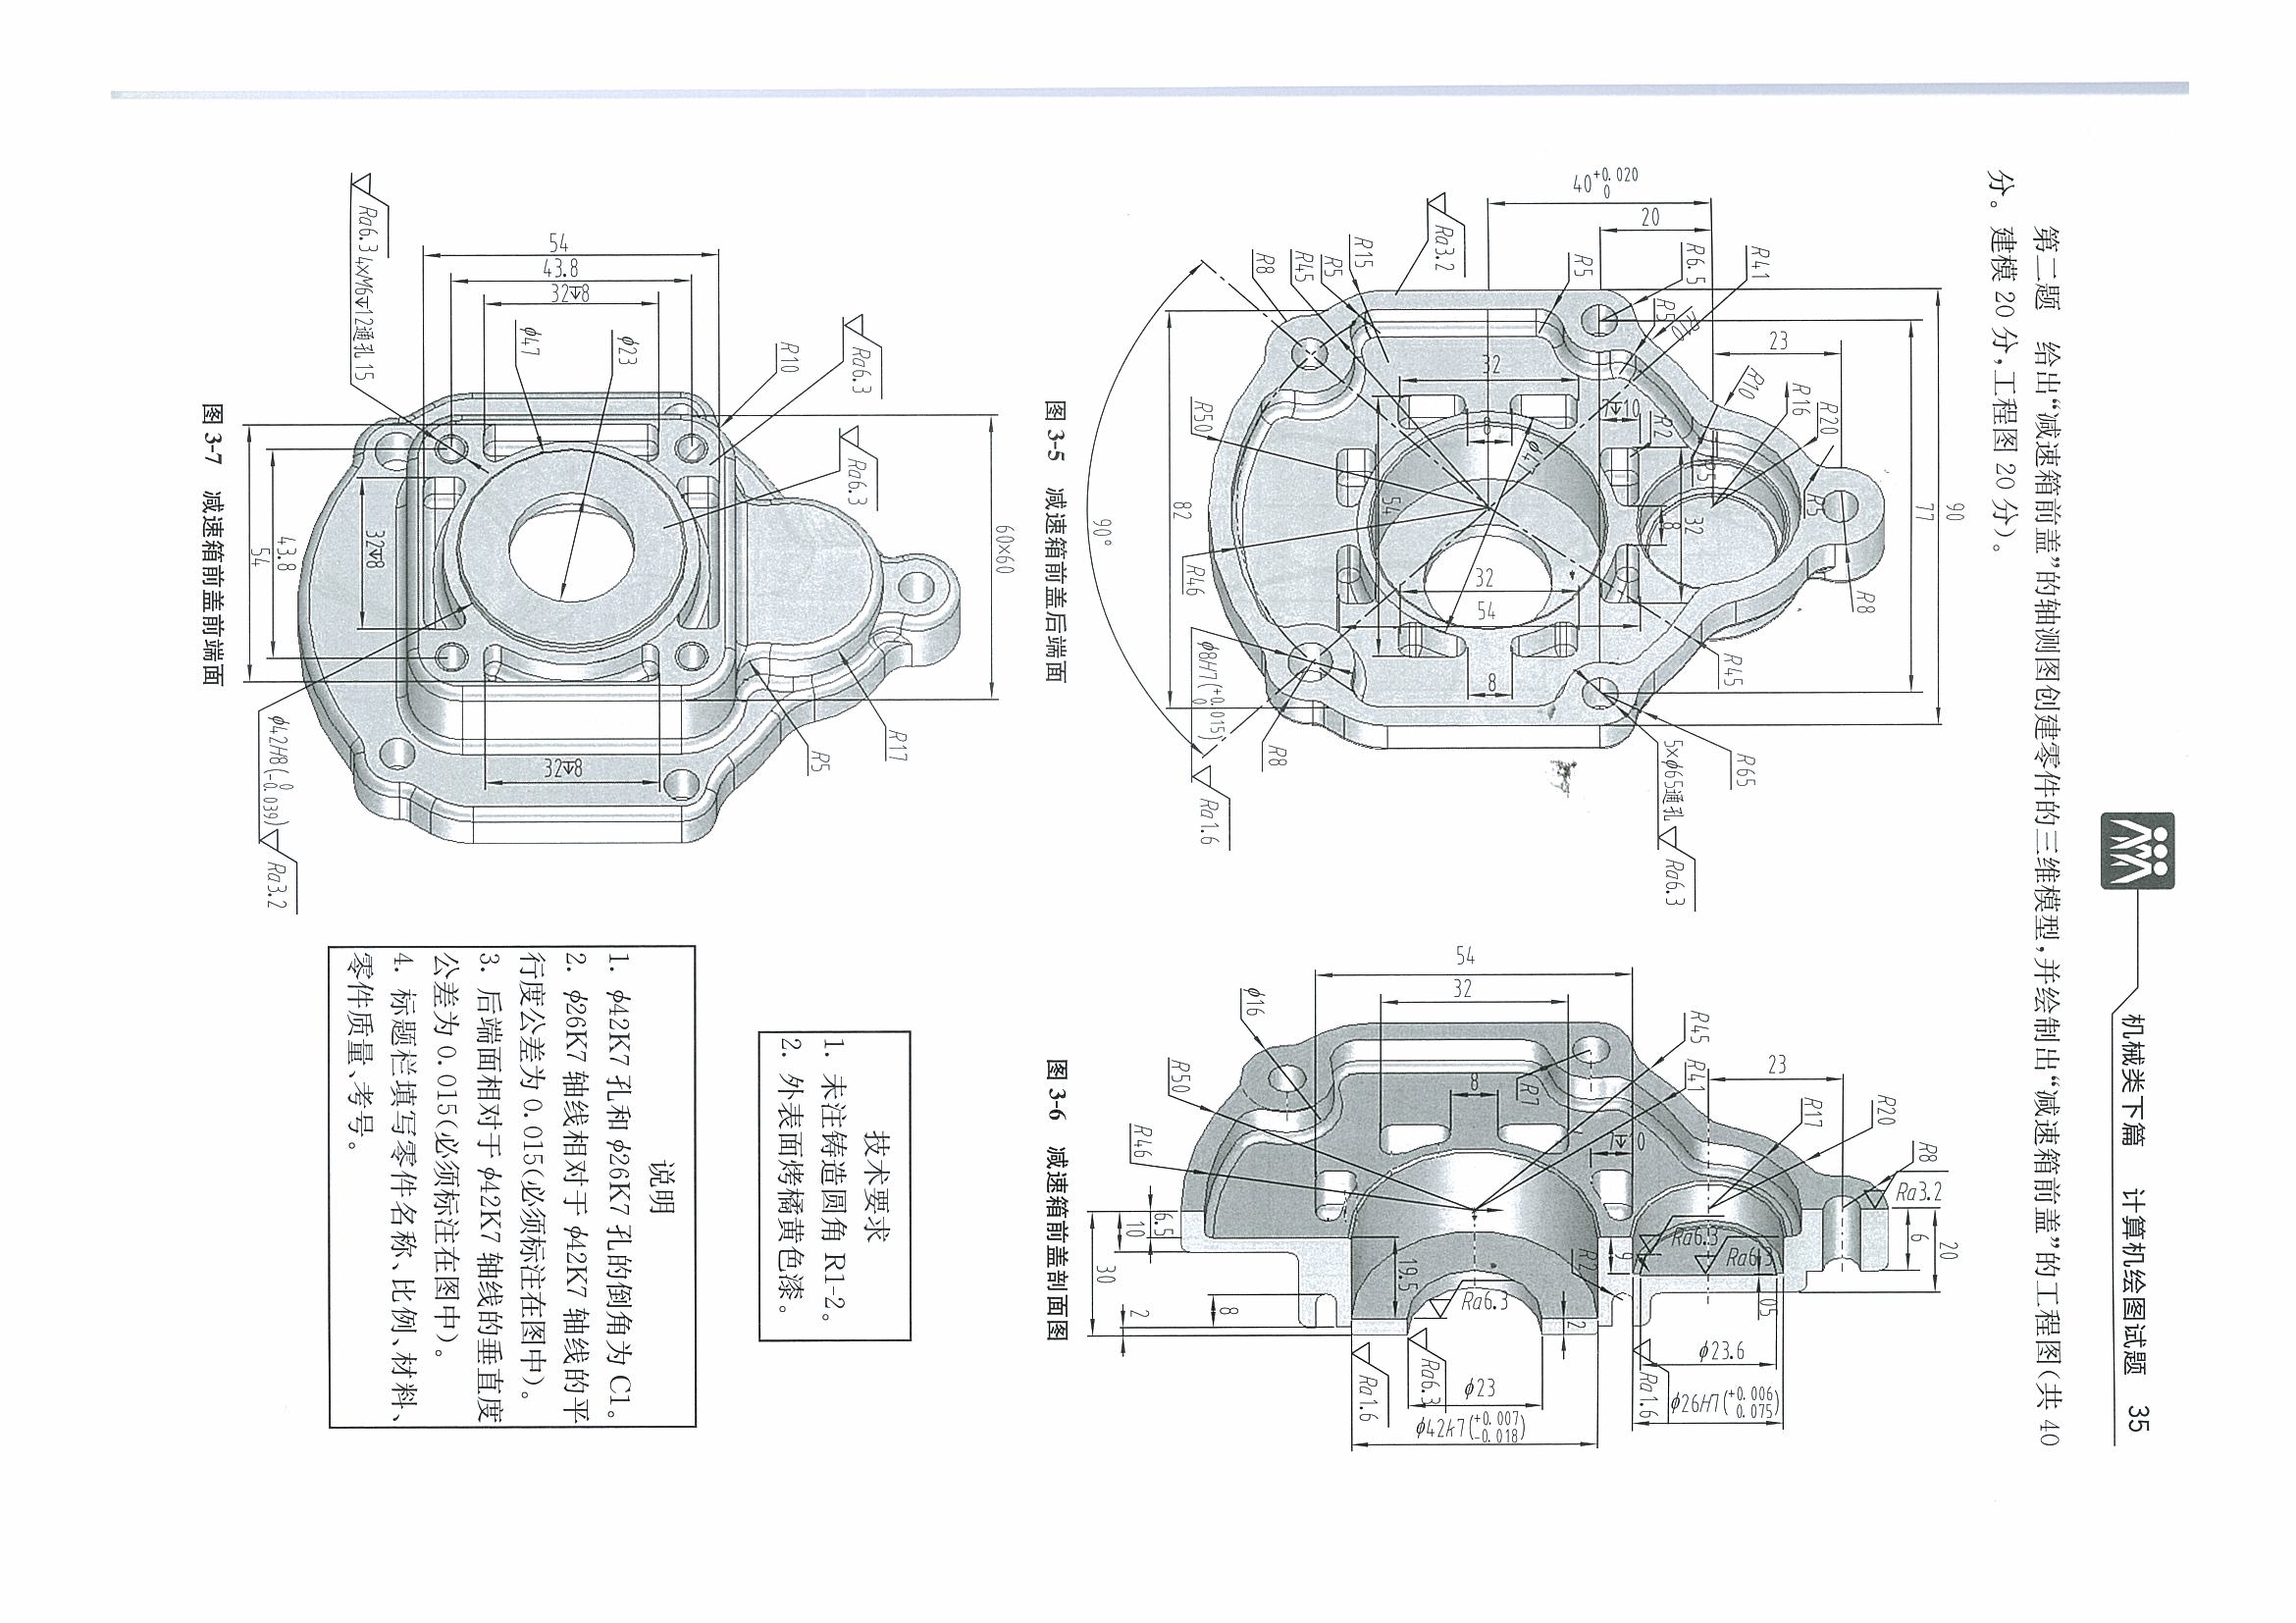 机械类下篇 计算机绘图试题 35
第二题 给出“减速箱前盖”的轴测图创建零件的三维模型,并绘制出“减速箱前盖”的工程图(共 40
分。建模 20 分,工程图 20 分)。
40+0.020 0
20
Ra3.2
R8
R45
R5
R15
R5
R6.5
R41
23
R10
R16
R20
R5
R8
R45
R65
5xφ65通孔
Ra6.3
90
77
32
7↧10
R2
8
φ47
54
32
8
R5
32
54
8
R50
82
90°
R46
φ8H7(+0.015 0)
R8
Ra1.6
图 3-5 减速箱前盖后端面
54
32
φ16
R50
R46
R45
R41
23
R17
R20
R8
Ra3.2
6
20
R7
8
6.5
10
30
2
8
19.5
Ra6.3
R2
Ra6.3
Ra6.3
2
Ra6.3
Ra1.6
φ23
φ42k7(+0.007 -0.018)
φ23.6
Ra1.6
φ26H7(+0.006 0.075)
图 3-6 减速箱前盖剖面图
Ra6.3
4xM6↧12通孔15
54
43.8
32↧8
φ47
φ23
R10
Ra6.3
Ra6.3
60×60
32↧8
43.8
54
R17
R5
32↧8
φ42H8(0 -0.039)
Ra3.2
图 3-7 减速箱前盖前端面
技术要求
1. 未注铸造圆角 R1-2。
2. 外表面烤橘黄色漆。
说明
1. φ42K7 孔和 φ26K7 孔的倒角为 C1。
2. φ26K7 轴线相对于 φ42K7 轴线的平
行度公差为 0.015(必须标注在图中)。
3. 后端面相对于 φ42K7 轴线的垂直度
公差为 0.015(必须标注在图中)。
4. 标题栏填写零件名称、比例、材料、
零件质量、考号。